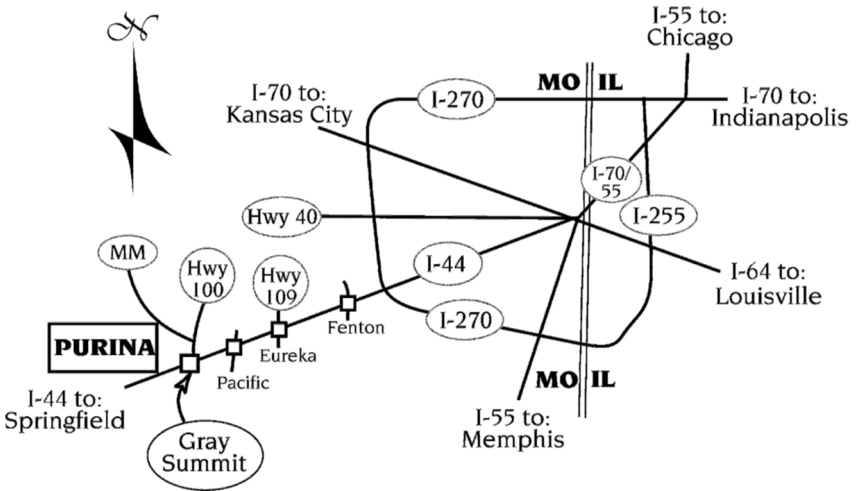 N
I-55 to:
Chicago
MO IL
I-70 to:
Kansas City
I-270
I-70 to:
Indianapolis
I-70/
55
Hwy 40
I-255
MM
Hwy
100
Hwy
109
I-44
I-64 to:
Louisville
I-270
Fenton
PURINA
Eureka
Pacific
MO IL
I-44 to:
Springfield
I-55 to:
Memphis
Gray
Summit